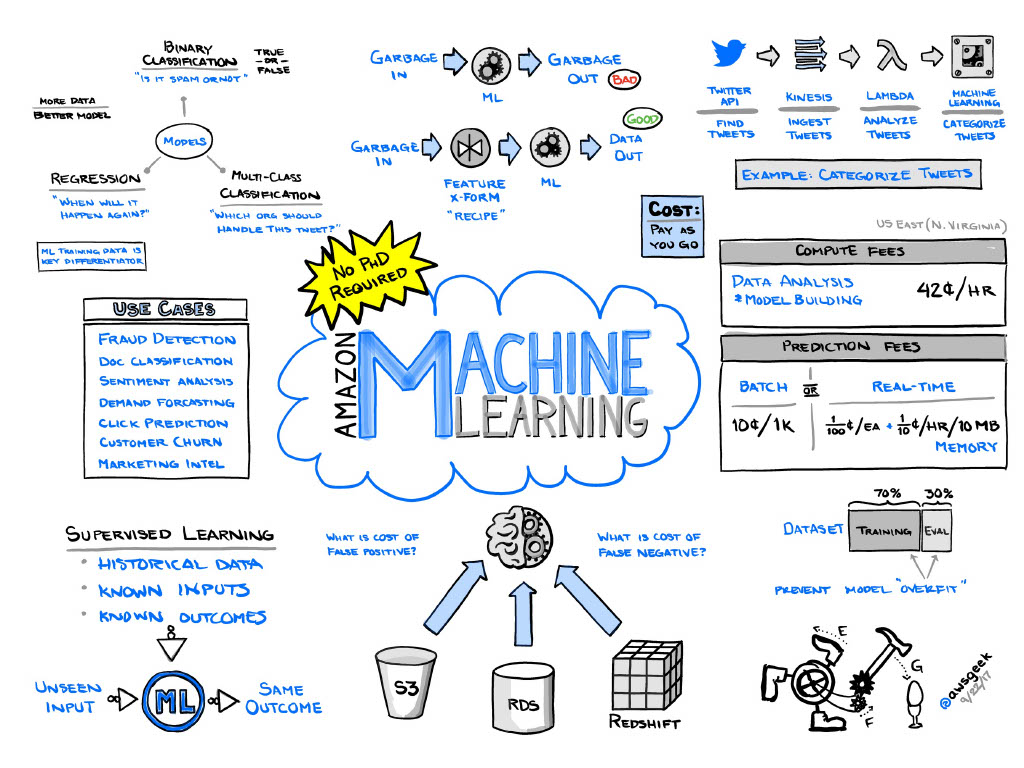 BINARY
CLASSIFICATION
"IS IT SPAM OR NOT"
TRUE
-OR-
FALSE
MORE DATA
BETTER MODEL
MODELS
REGRESSION
"WHEN WILL IT
HAPPEN AGAIN?"
MULTI-CLASS
CLASSIFICATION
"WHICH ORG SHOULD
HANDLE THIS TWEET?"
ML TRAINING DATA IS
KEY DIFFERENTIATOR
GARBAGE
IN
ML
GARBAGE
OUT
BAD
GARBAGE
IN
FEATURE
X-FORM
"RECIPE"
ML
GOOD
DATA
OUT
TWITTER
API
FIND
TWEETS
KINESIS
INGEST
TWEETS
LAMBDA
ANALYZE
TWEETS
MACHINE
LEARNING
CATEGORIZE
TWEETS
EXAMPLE: CATEGORIZE TWEETS
COST:
PAY AS
YOU GO
US EAST (N. VIRGINIA)
COMPUTE FEES
DATA ANALYSIS
& MODEL BUILDING
42¢/HR
PREDICTION FEES
BATCH
OR
REAL-TIME
10¢/1K
1/100¢/EA + 1/10¢/HR/10 MB
MEMORY
NO PHD
REQUIRED
AMAZON
MACHINE
LEARNING
USE CASES
FRAUD DETECTION
DOC CLASSIFICATION
SENTIMENT ANALYSIS
DEMAND FORCASTING
CLICK PREDICTION
CUSTOMER CHURN
MARKETING INTEL
SUPERVISED LEARNING
• HISTORICAL DATA
• KNOWN INPUTS
• KNOWN OUTCOMES
UNSEEN
INPUT
ML
SAME
OUTCOME
WHAT IS COST OF
FALSE POSITIVE?
WHAT IS COST OF
FALSE NEGATIVE?
S3
RDS
REDSHIFT
70%
30%
DATASET
TRAINING
EVAL
PREVENT MODEL "OVERFIT"
E
F
G
@awsgeek
9/22/17